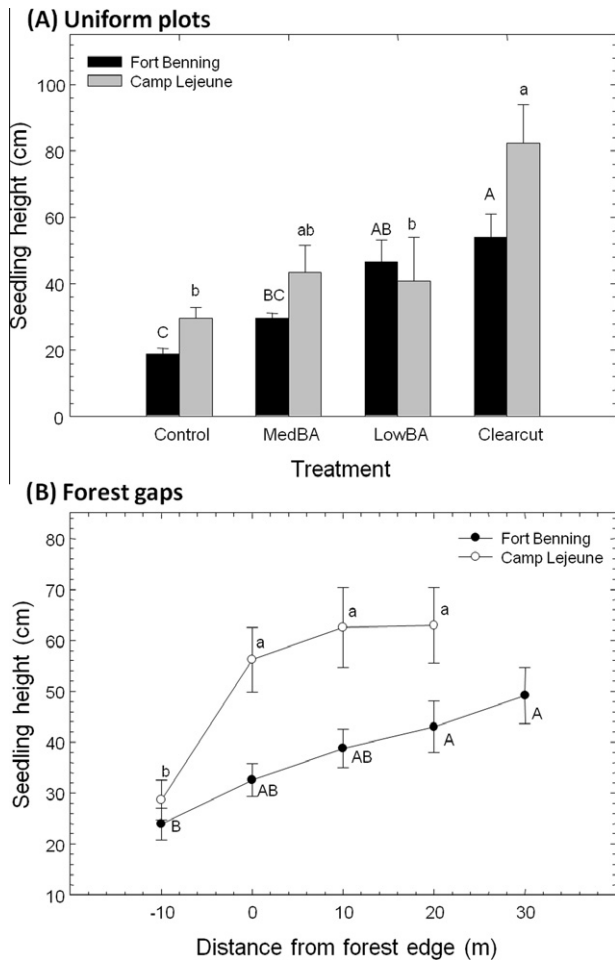 (A) Uniform plots
Fort Benning
Camp Lejeune
Seedling height (cm)
100
80
60
40
20
0
C
b
BC
ab
AB
b
A
a
Control
MedBA
LowBA
Clearcut
Treatment
(B) Forest gaps
Fort Benning
Camp Lejeune
Seedling height (cm)
85
80
70
60
50
40
30
20
10
b
a
a
a
B
AB
AB
A
A
-10
0
10
20
30
Distance from forest edge (m)